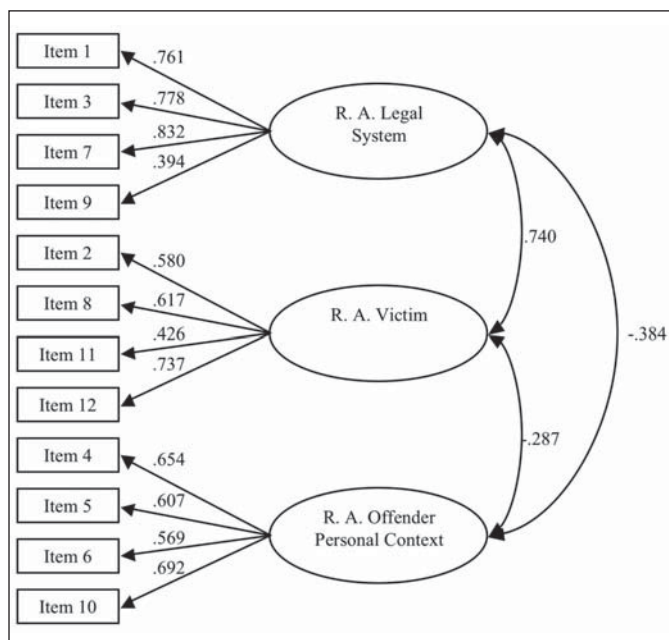 Item 1
.761
Item 3
.778
Item 7
.832
Item 9
.394
R. A. Legal
System
Item 2
.580
Item 8
.617
Item 11
.426
Item 12
.737
R. A. Victim
Item 4
.654
Item 5
.607
Item 6
.569
Item 10
.692
R. A. Offender
Personal Context
.740
-.384
-.287